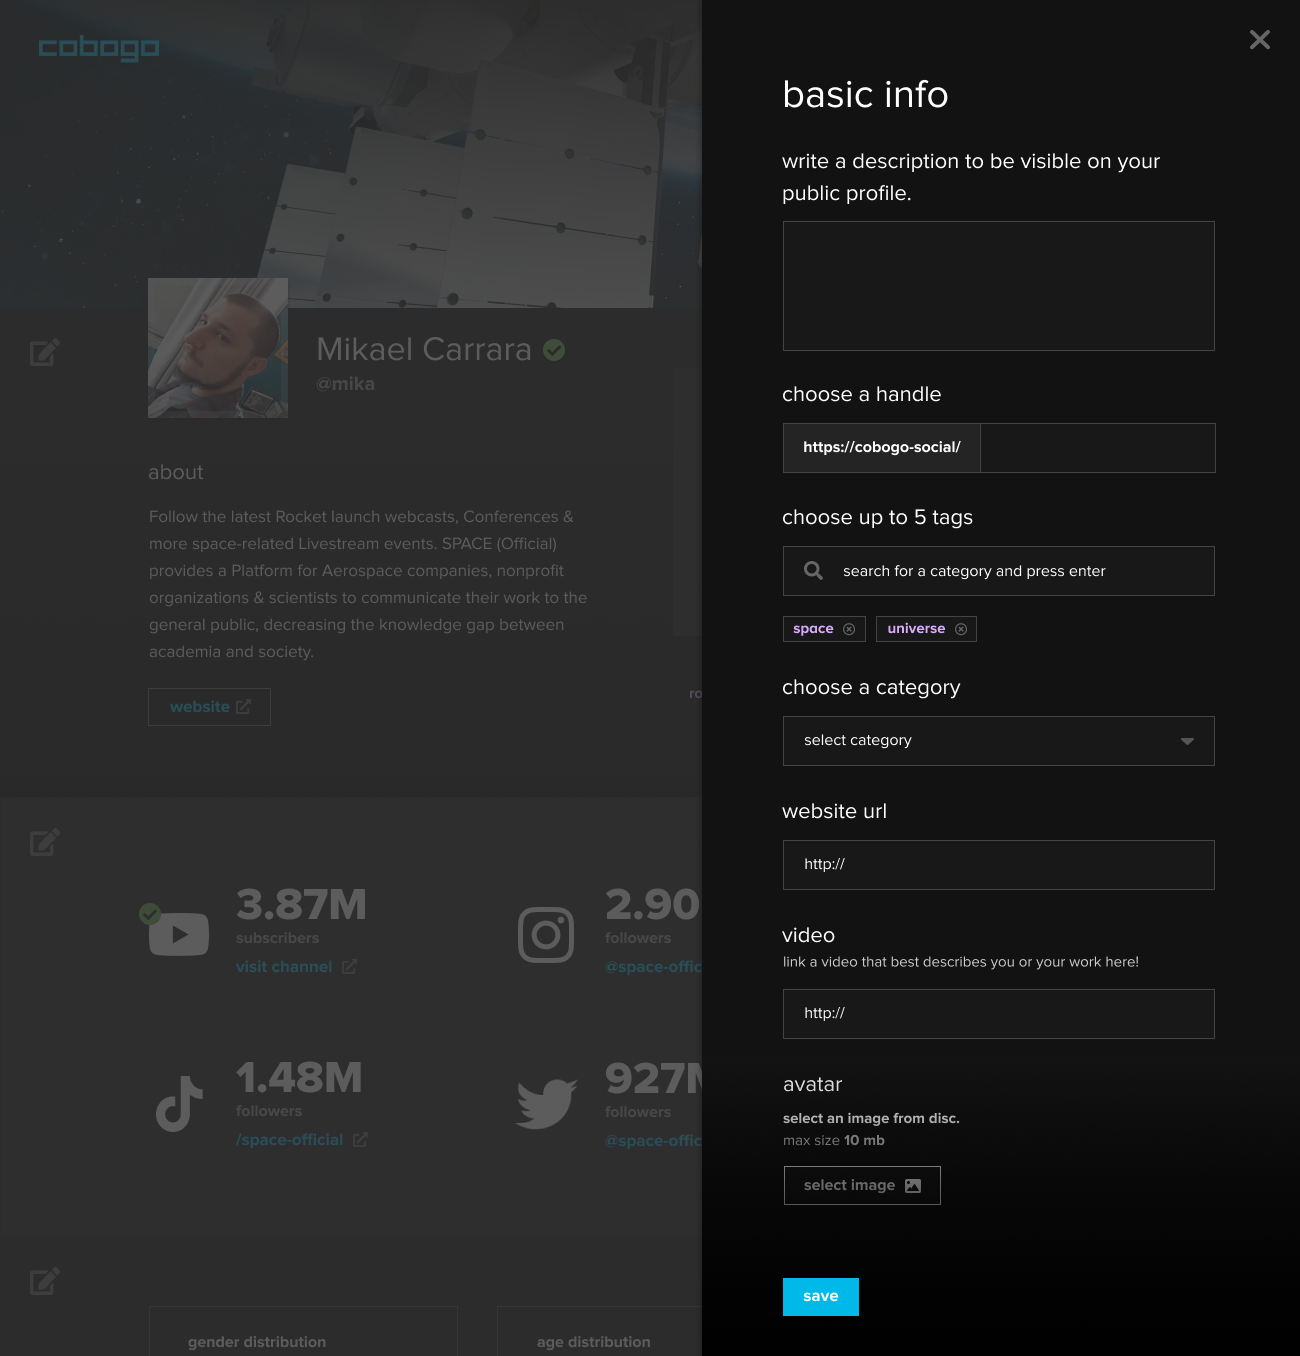 cobogo
Mikael Carrara
@mika
about
Follow the latest Rocket launch webcasts, Conferences &
more space-related Livestream events. SPACE (Official)
provides a Platform for Aerospace companies, nonprofit
organizations & scientists to communicate their work to the
general public, decreasing the knowledge gap between
academia and society.
website
ro
3.87M
subscribers
visit channel
2.90
followers
@space-offic
1.48M
followers
/space-official
927M
followers
@space-offic
gender distribution
age distribution
basic info
write a description to be visible on your
public profile.
choose a handle
https://cobogo-social/
choose up to 5 tags
search for a category and press enter
space
universe
choose a category
select category
website url
http://
video
link a video that best describes you or your work here!
http://
avatar
select an image from disc.
max size 10 mb
select image
save